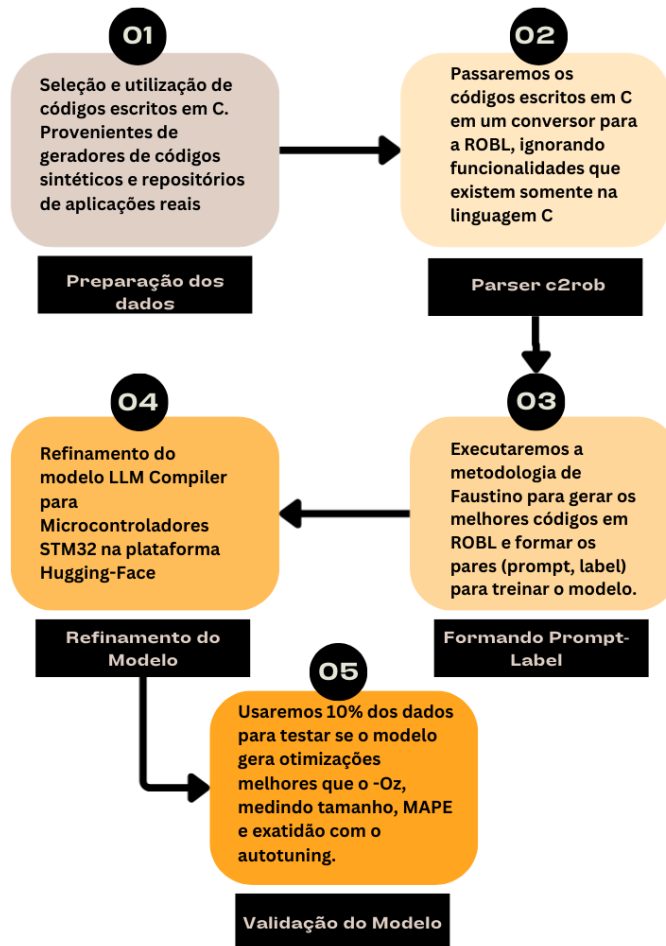 01
Seleção e utilização de
códigos escritos em C.
Provenientes de
geradores de códigos
sintéticos e repositórios
de aplicações reais
Preparação dos
dados
02
Passaremos os
códigos escritos em C
em um conversor para
a ROBL, ignorando
funcionalidades que
existem somente na
linguagem C
Parser c2rob
03
Executaremos a
metodologia de
Faustino para gerar os
melhores códigos em
ROBL e formar os
pares (prompt, label)
para treinar o modelo.
Formando Prompt-
Label
04
Refinamento do
modelo LLM Compiler
para
Microcontroladores
STM32 na plataforma
Hugging-Face
Refinamento do
Modelo
05
Usaremos 10% dos dados
para testar se o modelo
gera otimizações
melhores que o -Oz,
medindo tamanho, MAPE
e exatidão com o
autotuning.
Validação do Modelo